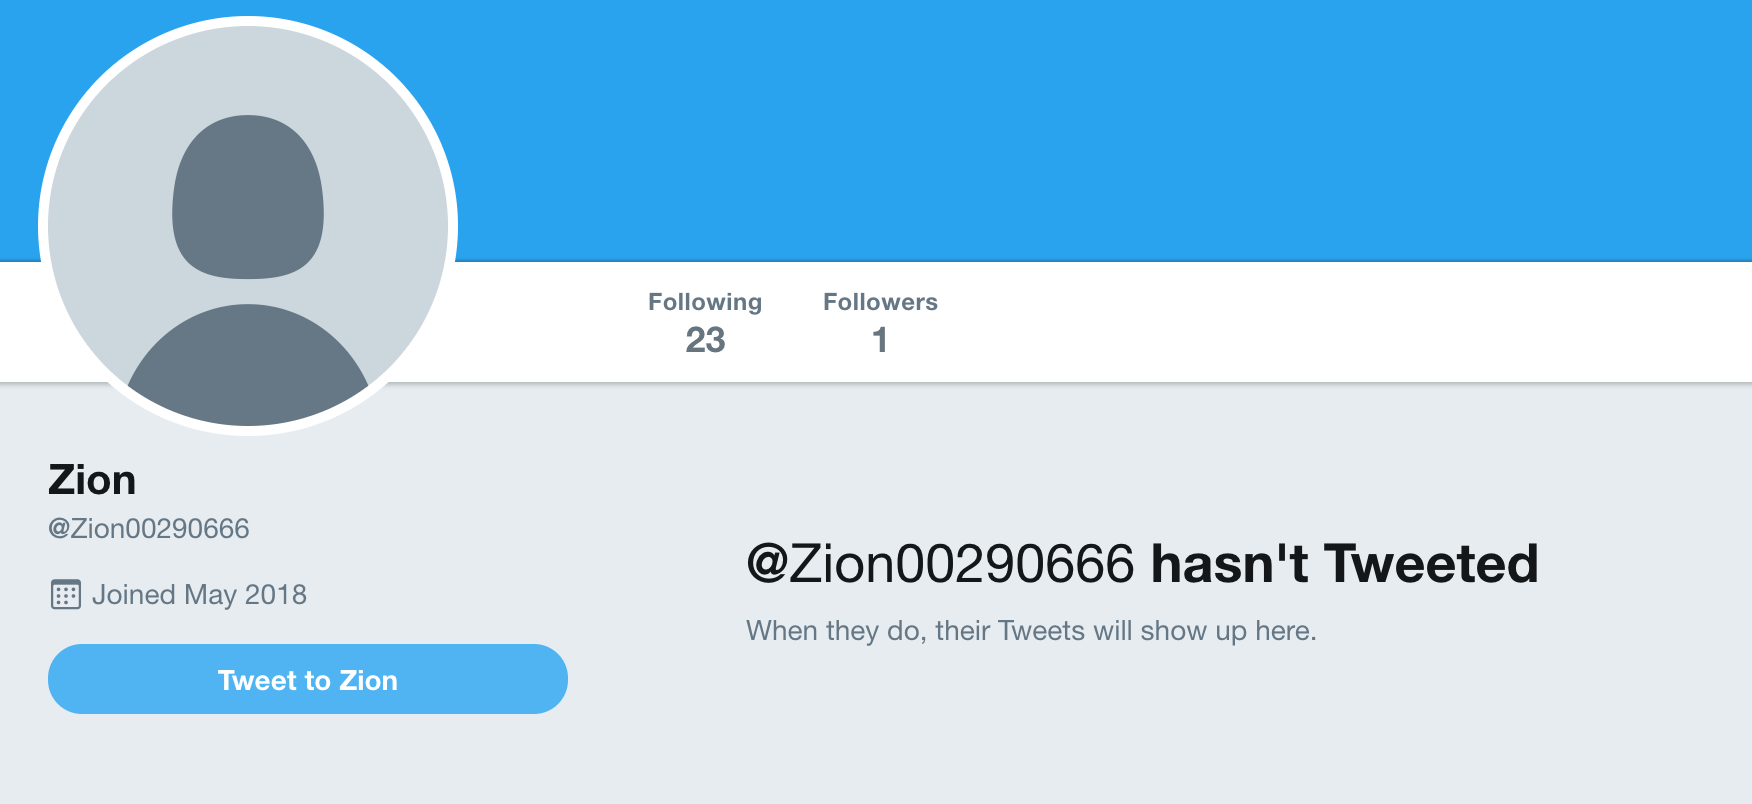 Following
Followers
23
1
Zion
@Zion00290666
Joined May 2018
Tweet to Zion
@Zion00290666 hasn't Tweeted
When they do, their Tweets will show up here.